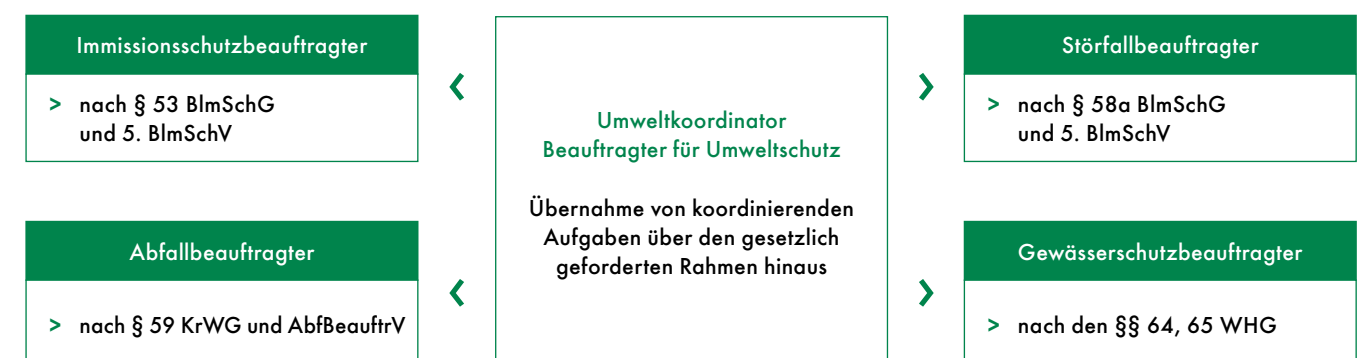 Immissionsschutzbeauftragter
> nach § 53 BImSchG
und 5. BImSchV
Abfallbeauftragter
> nach § 59 KrWG und AbfBeauftrV
Umweltkoordinator
Beauftragter für Umweltschutz
Übernahme von koordinierenden
Aufgaben über den gesetzlich
geforderten Rahmen hinaus
Störfallbeauftragter
> nach § 58a BImSchG
und 5. BImSchV
Gewässerschutzbeauftragter
> nach den §§ 64, 65 WHG